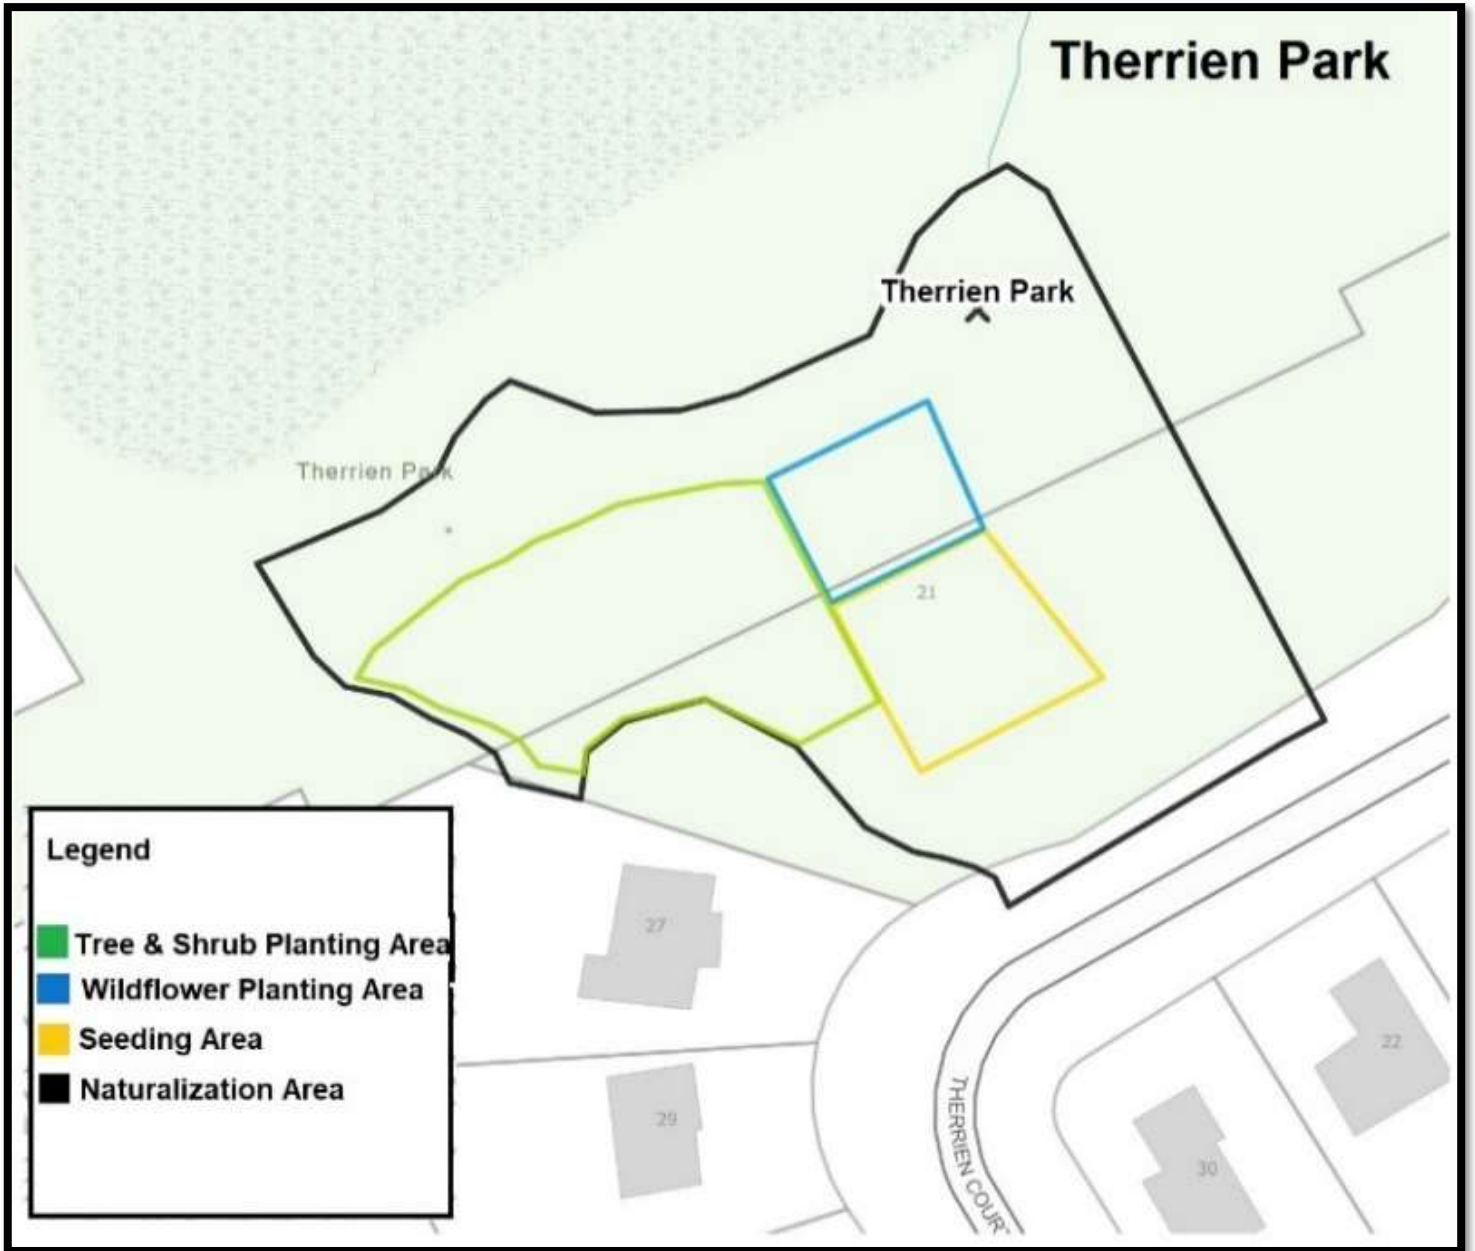 Therrien Park
Therrien Park
Therrien Park
21
Legend
Tree & Shrub Planting Area
Wildflower Planting Area
Seeding Area
Naturalization Area
27
29
22
30
THERRIEN COURT